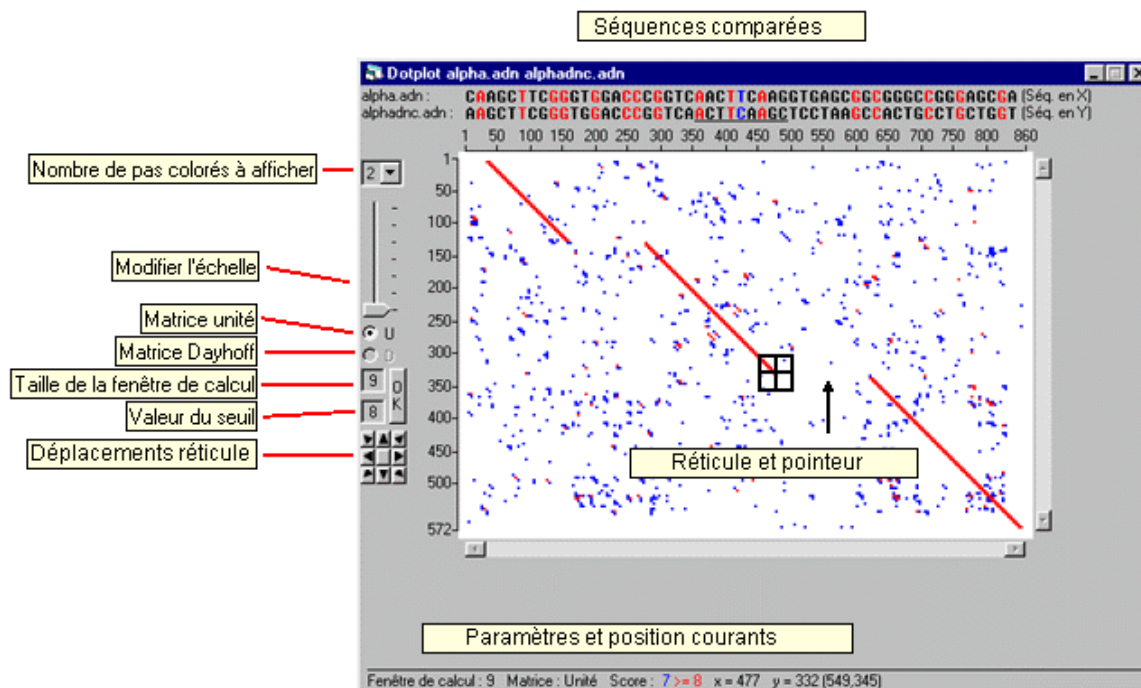 Séquences comparées
Dotplot alpha.adn alphadnc.adn
alpha.adn : CAAGCTTCGGGTGGACCCGGTCAACTTCAAGGTGAGCGGCGGGCCGGGAGCGA (Séq. en X)
alphadnc.adn : AAGCTTCGGGTGGACCCGGTCAACTTCAAGCTCCTAAGCCACTGCCTGCTGGT (Séq. en Y)
1 50 100 150 200 250 300 350 400 450 500 550 600 650 700 750 800 860
Nombre de pas colorés à afficher
2
1
50
100
150
200
250
300
350
400
450
500
572
Modifier l'échelle
Matrice unité
U
Matrice Dayhoff
D
Taille de la fenêtre de calcul
9
O
K
Valeur du seuil
8
Déplacements réticule
Réticule et pointeur
Paramètres et position courants
Fenêtre de calcul : 9 Matrice : Unité Score : 7 >= 8 x = 477 y = 332 (549,345)